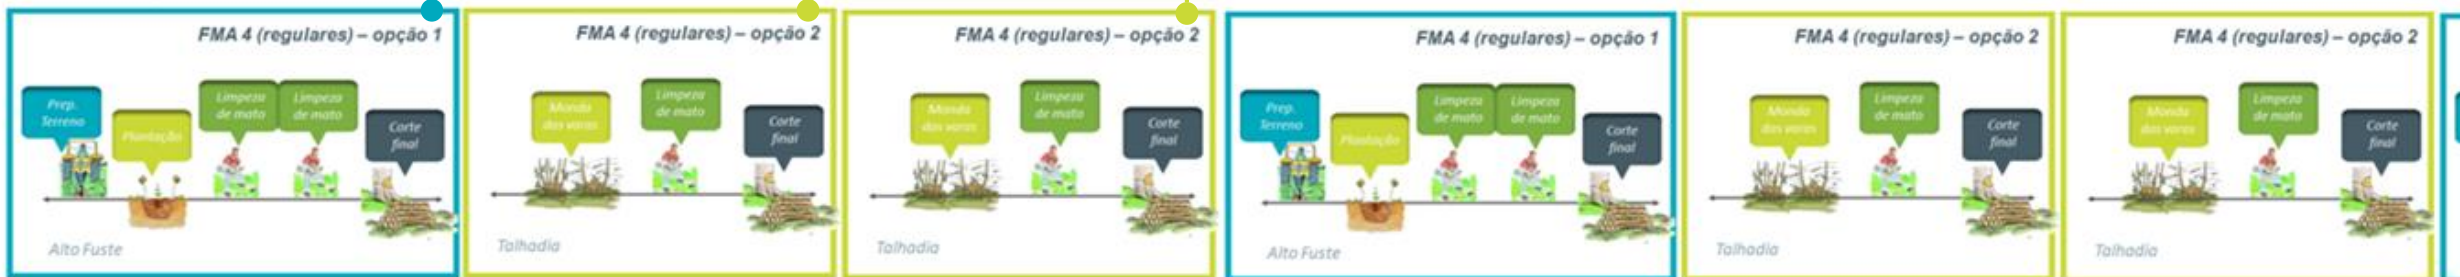 FMA 4 (regulares) – opção 1
Prep.
Terreno
Plantação
Limpeza
de mato
Limpeza
de mato
Corte
final
Alto Fuste
FMA 4 (regulares) – opção 2
Monda
das varas
Limpeza
de mato
Corte
final
Talhadia
FMA 4 (regulares) – opção 2
Monda
das varas
Limpeza
de mato
Corte
final
Talhadia
FMA 4 (regulares) – opção 1
Prep.
Terreno
Plantação
Limpeza
de mato
Limpeza
de mato
Corte
final
Alto Fuste
FMA 4 (regulares) – opção 2
Monda
das varas
Limpeza
de mato
Corte
final
Talhadia
FMA 4 (regulares) – opção 2
Monda
das varas
Limpeza
de mato
Corte
final
Talhadia